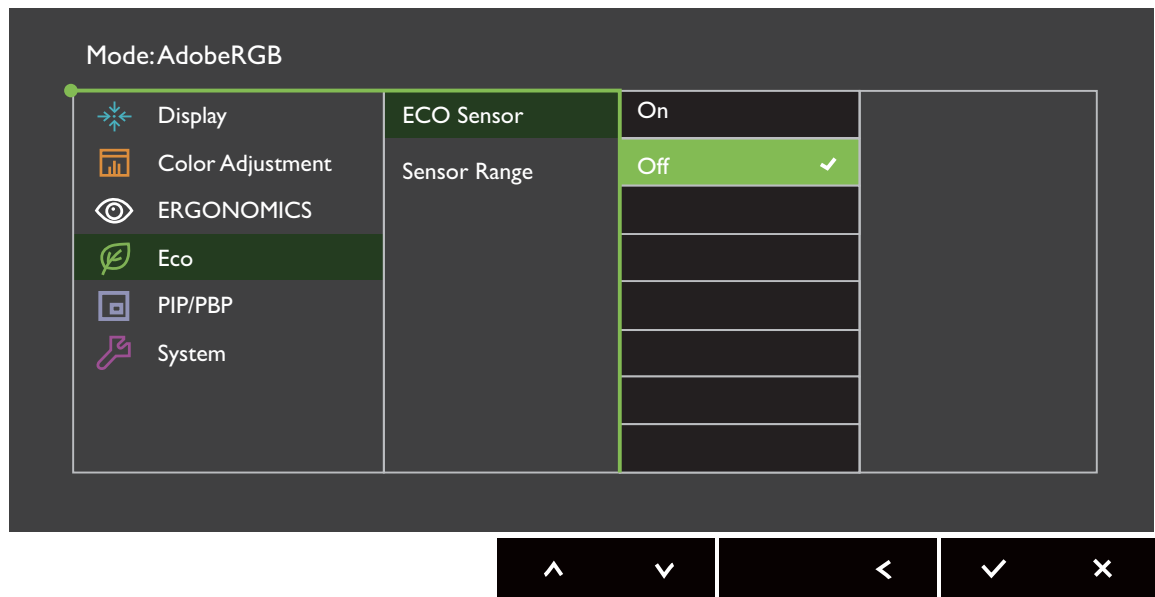 Mode: AdobeRGB
Display
Color Adjustment
ERGONOMICS
Eco
PIP/PBP
System
ECO Sensor
Sensor Range
On
Off